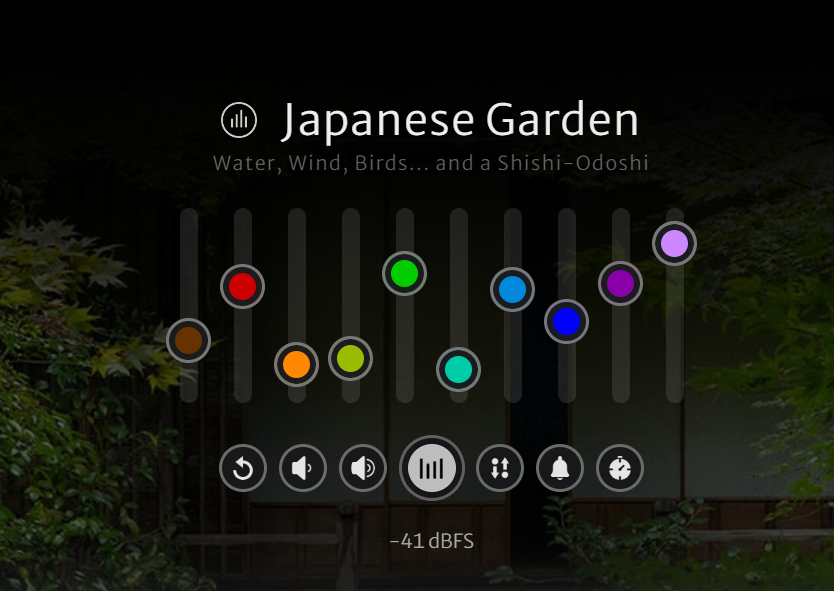 Japanese Garden
Water, Wind, Birds... and a Shishi-Odoshi
-41 dBFS